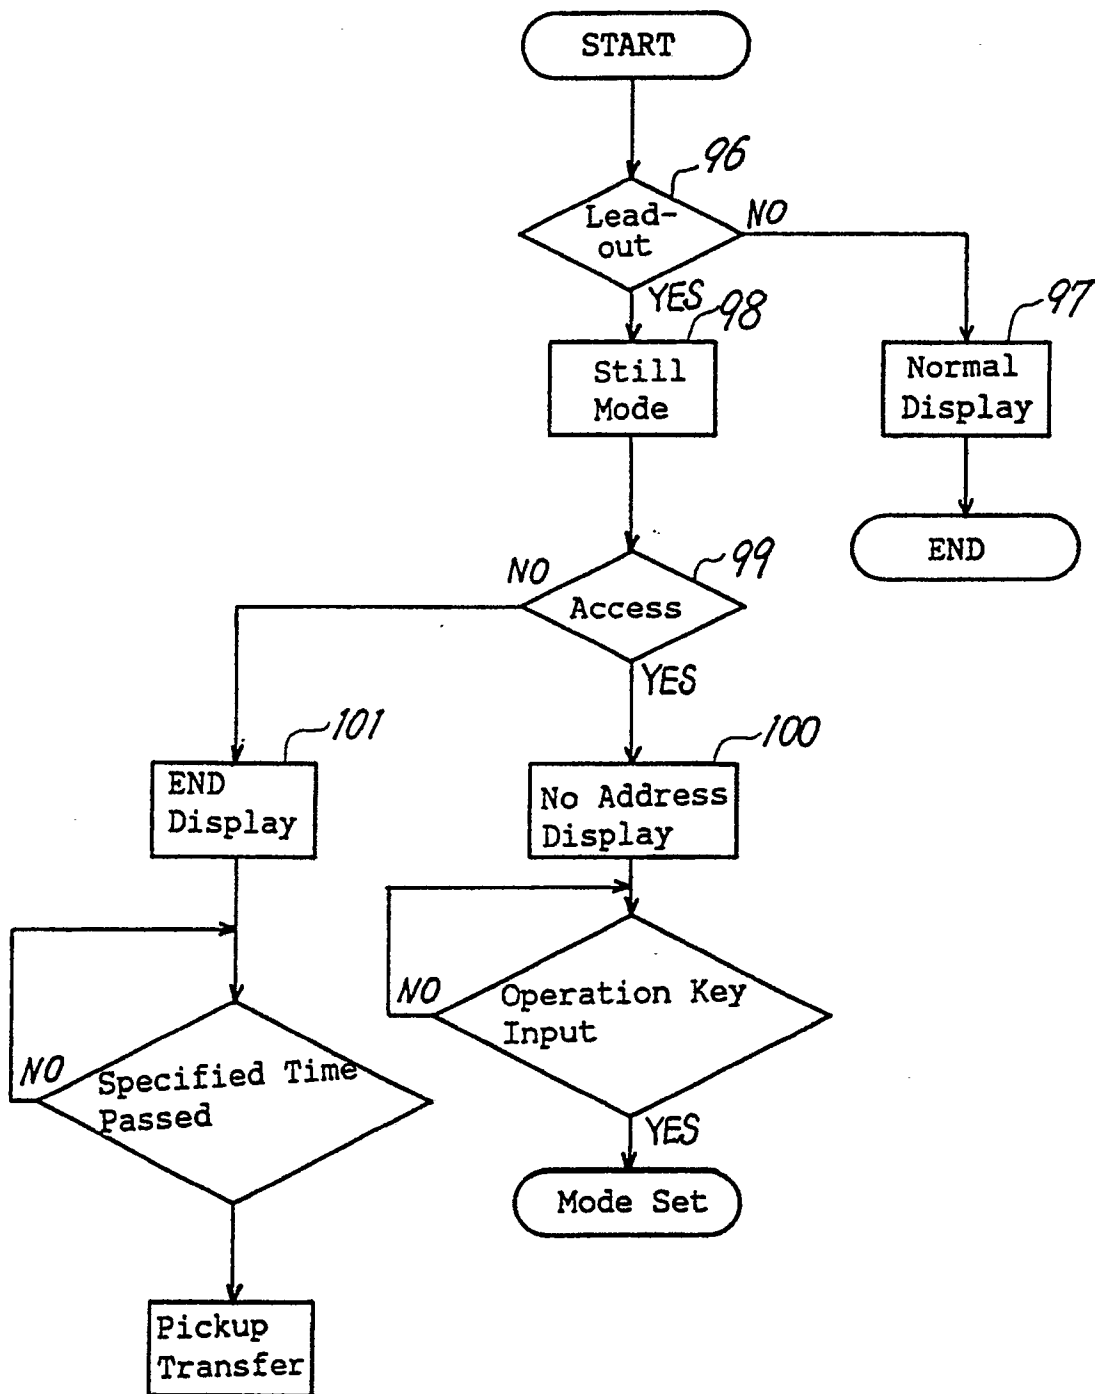 START
96
Lead-
out
NO
YES
98
97
Still
Mode
Normal
Display
END
NO
99
Access
YES
101
100
END
Display
No Address
Display
NO
Operation Key
Input
NO
Specified Time
Passed
YES
Mode Set
Pickup
Transfer